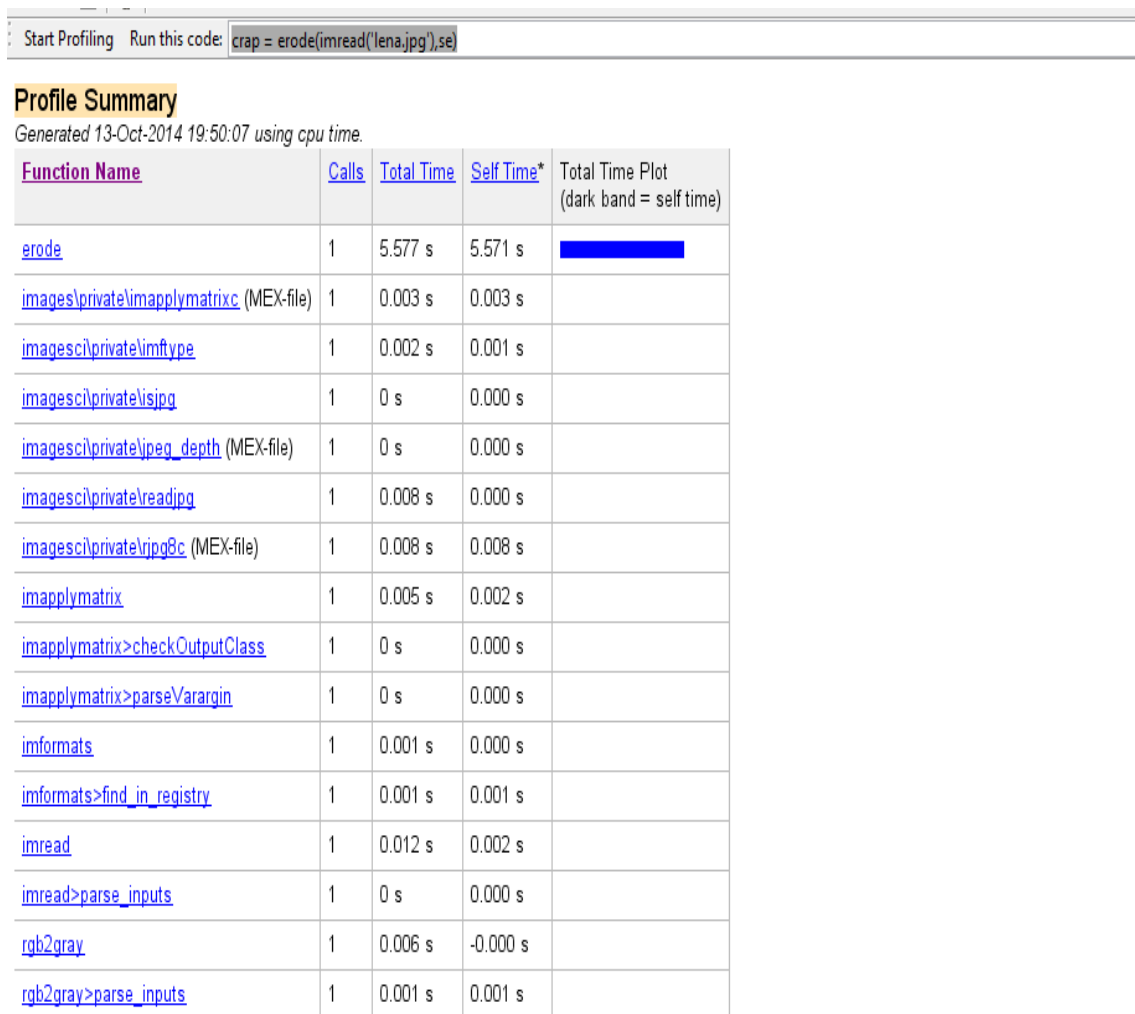 Start Profiling Run this code: crap = erode(imread('lena.jpg'),se)
Profile Summary
Generated 13-Oct-2014 19:50:07 using cpu time.
Function Name Calls Total Time Self Time* Total Time Plot
(dark band = self time)
erode 1 5.577 s 5.571 s
images\private\imapplymatrixc (MEX-file) 1 0.003 s 0.003 s
imagesci\private\imftype 1 0.002 s 0.001 s
imagesci\private\isjpg 1 0 s 0.000 s
imagesci\private\jpeg_depth (MEX-file) 1 0 s 0.000 s
imagesci\private\readjpg 1 0.008 s 0.000 s
imagesci\private\rjpg8c (MEX-file) 1 0.008 s 0.008 s
imapplymatrix 1 0.005 s 0.002 s
imapplymatrix>checkOutputClass 1 0 s 0.000 s
imapplymatrix>parseVarargin 1 0 s 0.000 s
imformats 1 0.001 s 0.000 s
imformats>find_in_registry 1 0.001 s 0.001 s
imread 1 0.012 s 0.002 s
imread>parse_inputs 1 0 s 0.000 s
rgb2gray 1 0.006 s -0.000 s
rgb2gray>parse_inputs 1 0.001 s 0.001 s